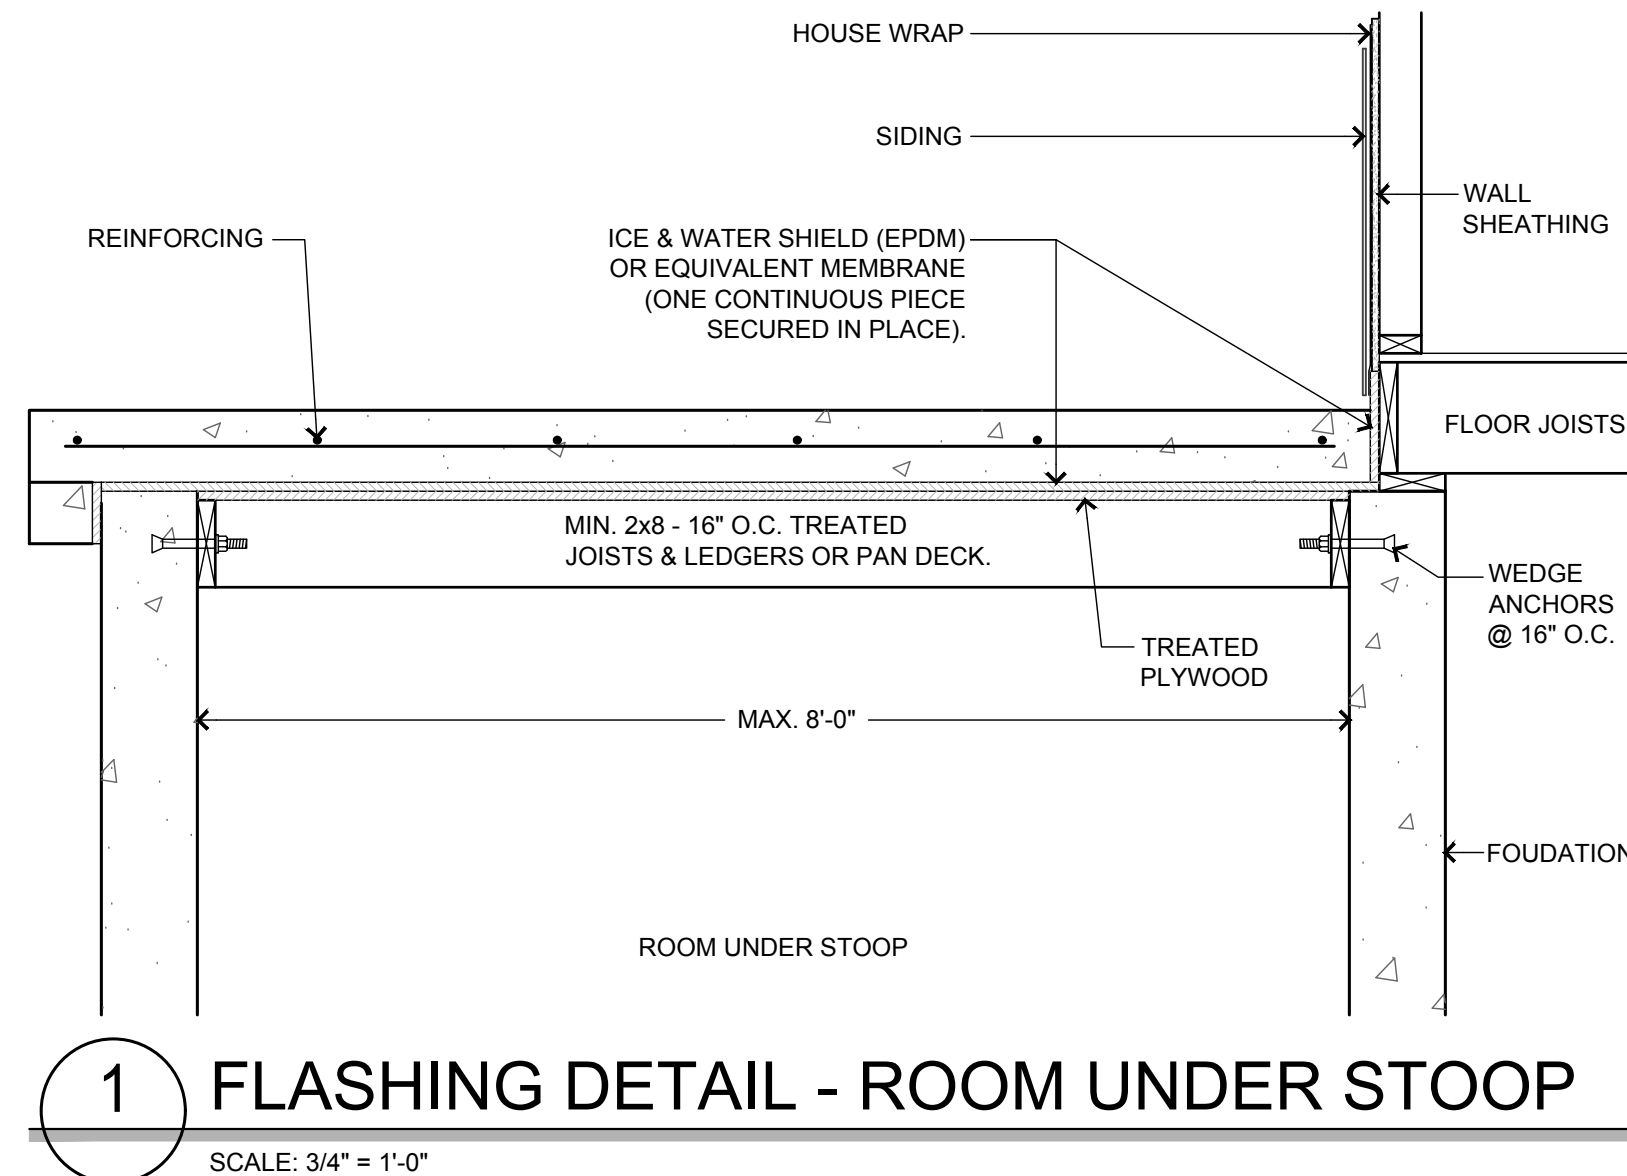 HOUSE WRAP
SIDING
WALL
SHEATHING
REINFORCING
ICE & WATER SHIELD (EPDM)
OR EQUIVALENT MEMBRANE
(ONE CONTINUOUS PIECE
SECURED IN PLACE).
FLOOR JOISTS
MIN. 2x8 - 16" O.C. TREATED
JOISTS & LEDGERS OR PAN DECK.
WEDGE
ANCHORS
@ 16" O.C.
TREATED
PLYWOOD
MAX. 8'-0"
FOUDATION
ROOM UNDER STOOP
1 FLASHING DETAIL - ROOM UNDER STOOP
SCALE: 3/4" = 1'-0"